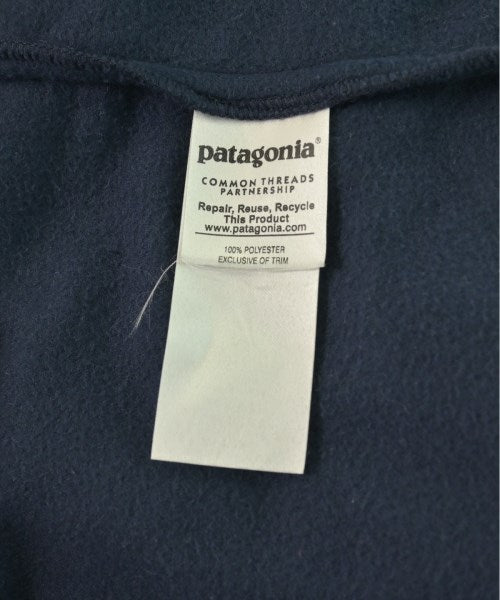 patagonia®
COMMON THREADS
PARTNERSHIP
Repair, Reuse, Recycle
This Product
www.patagonia.com
100% POLYESTER
EXCLUSIVE OF TRIM